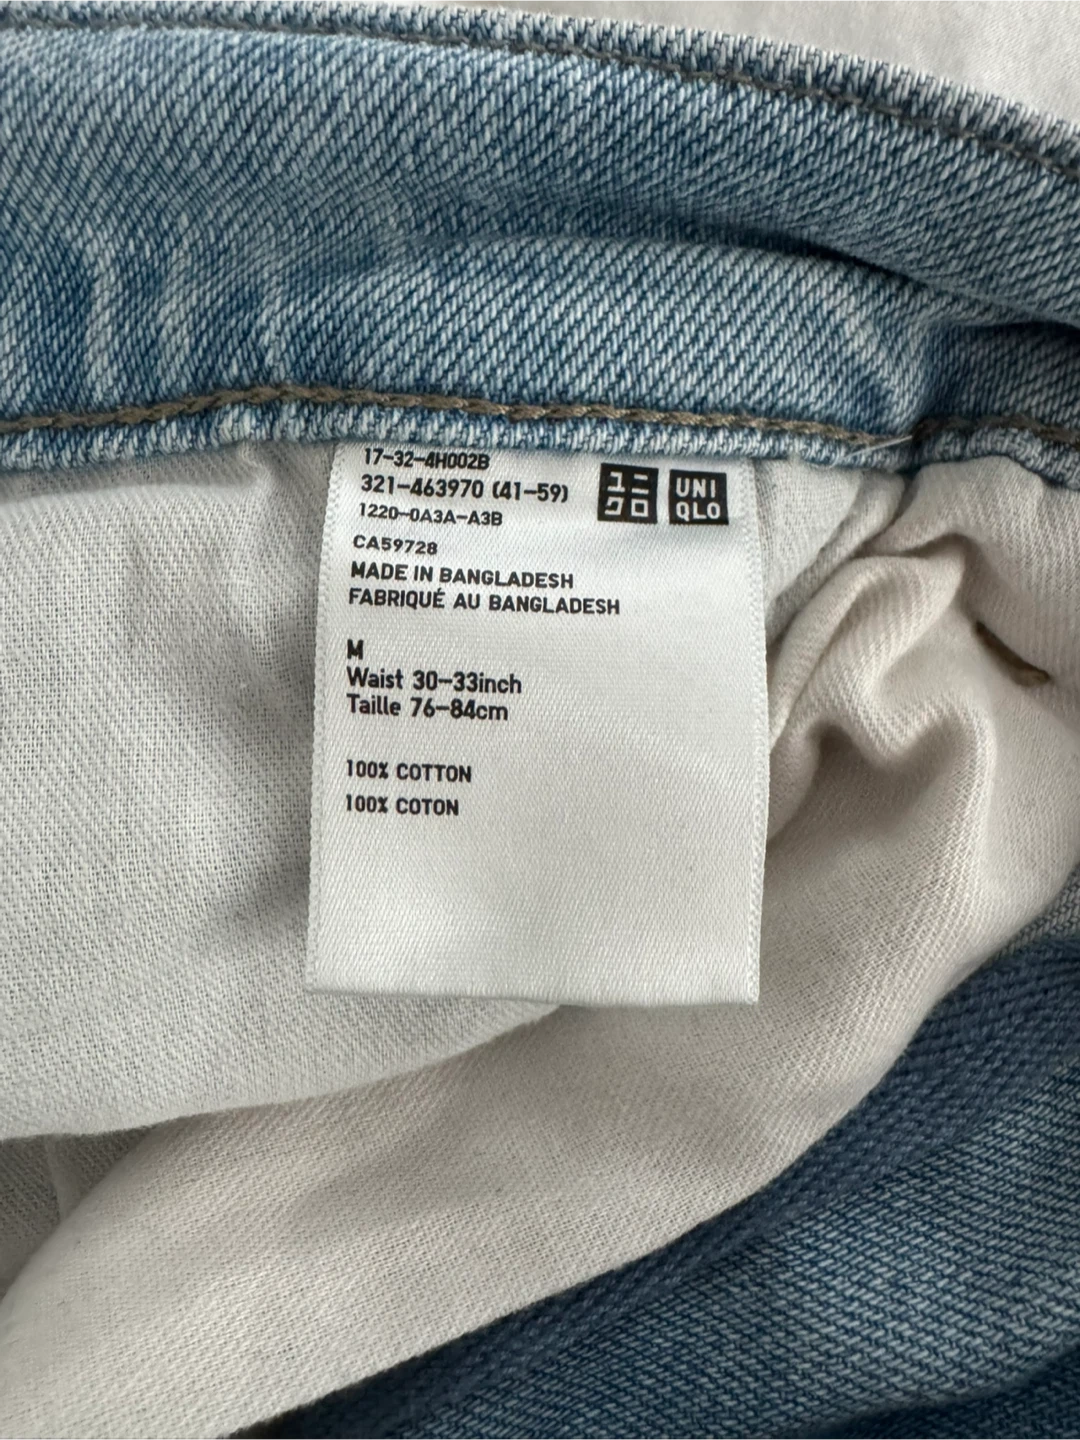 17-32-4H002B
321-463970 (41-59)
ユニ
クロ
UNI
QLO
1220-0A3A-A3B
CA59728
MADE IN BANGLADESH
FABRIQUÉ AU BANGLADESH
M
Waist 30-33inch
Taille 76-84cm
100% COTTON
100% COTON